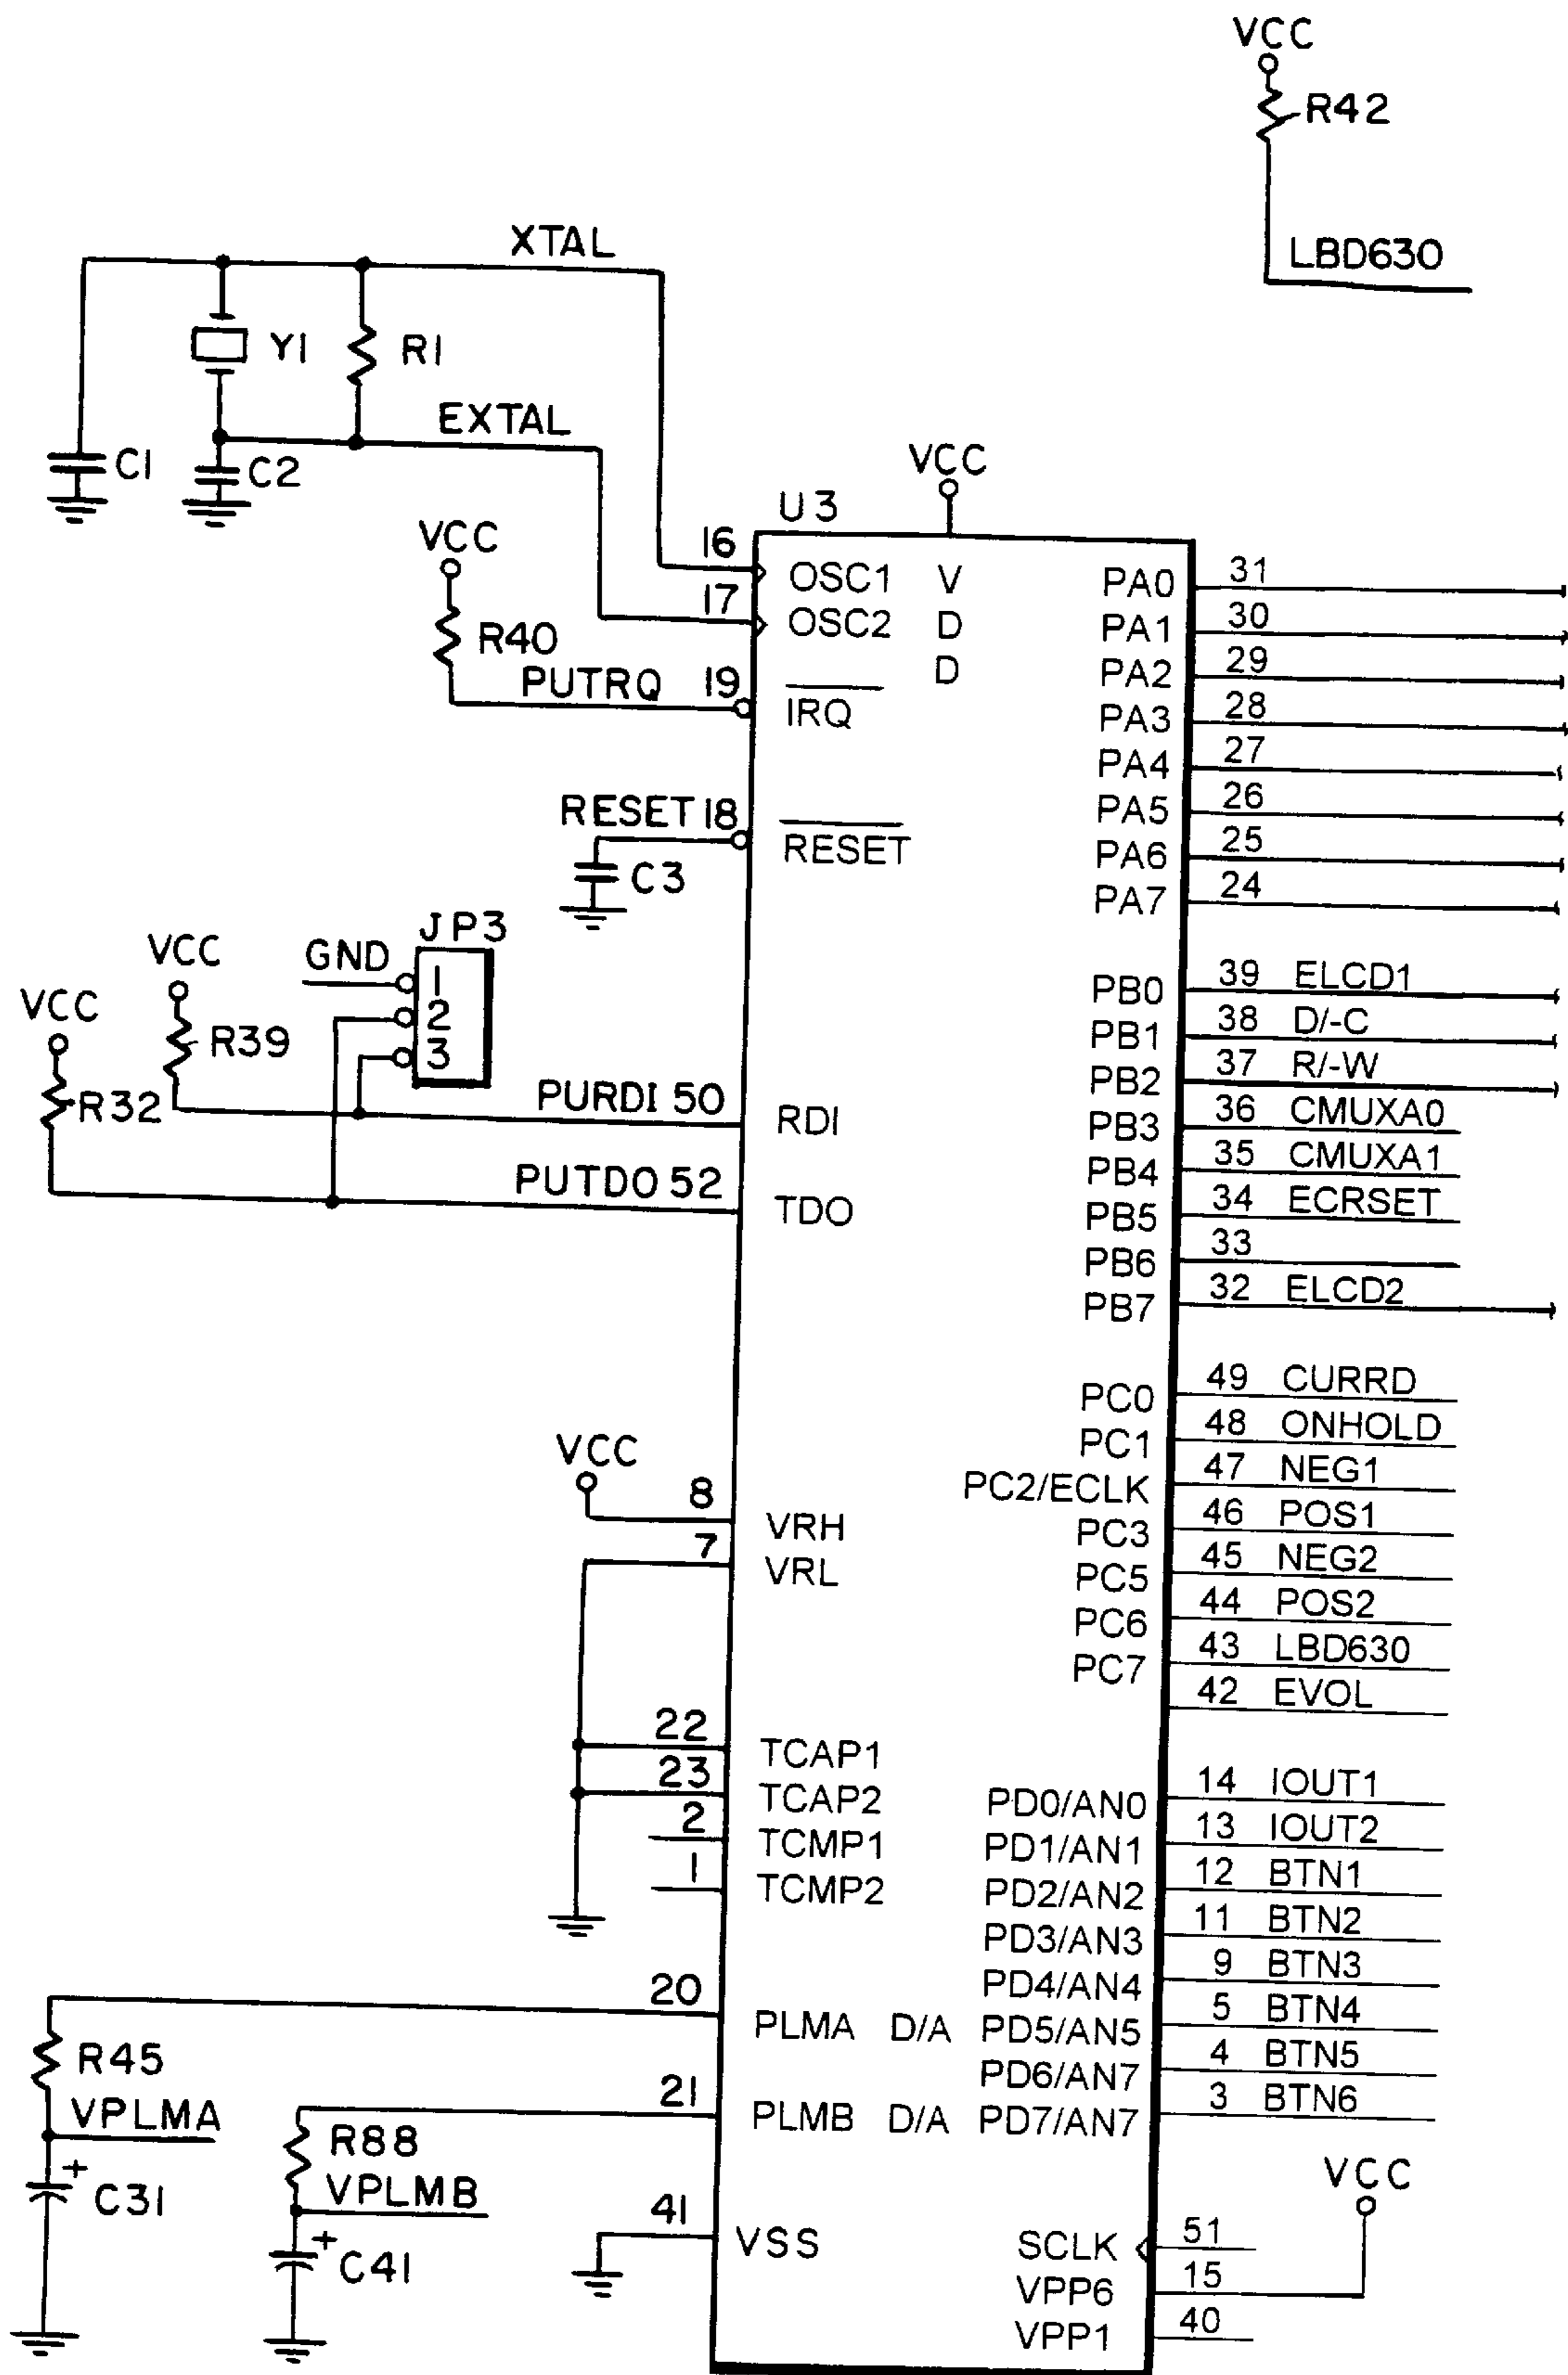 VCC
R42
LBD630
XTAL
Y1
R1
EXTAL
C1
C2
VCC
U3
VCC
R40
PUTRQ
16
OSC1
17
OSC2
V
D
D
19
IRQ
RESET 18
RESET
C3
JP3
GND
1
2
3
VCC
R39
VCC
R32
PURDI 50
RDI
PUTDO 52
TDO
VCC
8
VRH
7
VRL
22
TCAP1
23
TCAP2
2
TCMP1
1
TCMP2
20
PLMA D/A
R45
VPLMA
+
C31
21
PLMB D/A
R88
VPLMB
+
C41
41
VSS
PA0 31
PA1 30
PA2 29
PA3 28
PA4 27
PA5 26
PA6 25
PA7 24
PB0 39 ELCD1
PB1 38 D/-C
PB2 37 R/-W
PB3 36 CMUXA0
PB4 35 CMUXA1
PB5 34 ECRSET
PB6 33
PB7 32 ELCD2
PC0 49 CURRD
PC1 48 ONHOLD
PC2/ECLK 47 NEG1
PC3 46 POS1
PC5 45 NEG2
PC6 44 POS2
PC7 43 LBD630
42 EVOL
PD0/AN0 14 IOUT1
PD1/AN1 13 IOUT2
PD2/AN2 12 BTN1
PD3/AN3 11 BTN2
PD4/AN4 9 BTN3
PD5/AN5 5 BTN4
PD6/AN7 4 BTN5
PD7/AN7 3 BTN6
VCC
SCLK 51
VPP6 15
VPP1 40